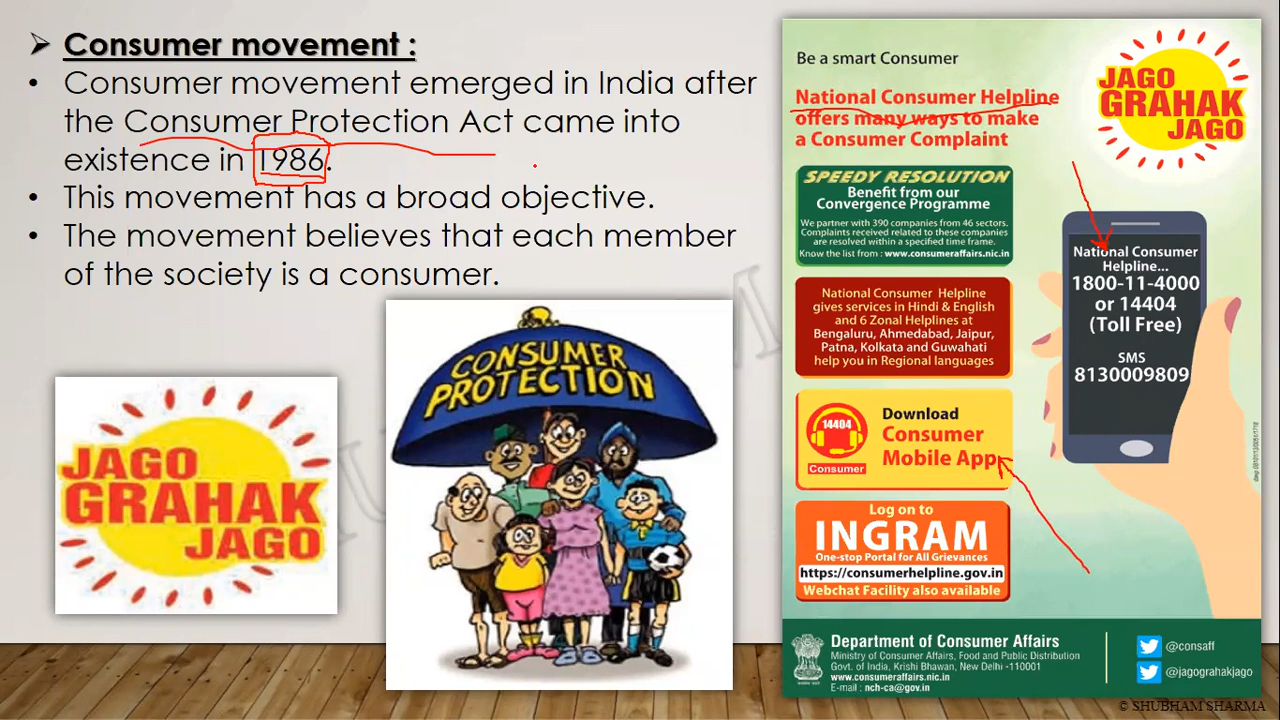 Consumer movement :
Consumer movement emerged in India after
the Consumer Protection Act came into
existence in 1986.
This movement has a broad objective.
The movement believes that each member
of the society is a consumer.
JAGO
GRAHAK
JAGO
CONSUMER
PROTECTION
Be a smart Consumer
National Consumer Helpline
offers many ways to make
a Consumer Complaint
JAGO
GRAHAK
JAGO
SPEEDY RESOLUTION
Benefit from our
Convergence Programme
We partner with 390 companies from 46 sectors.
Complaints received related to these companies
are resolved within a specified time frame.
Know the list from : www.consumeraffairs.nic.in
National Consumer Helpline
gives services in Hindi & English
and 6 Zonal Helplines at
Bengaluru, Ahmedabad, Jaipur,
Patna, Kolkata and Guwahati
help you in Regional languages
National Consumer
Helpline...
1800-11-4000
or 14404
(Toll Free)
SMS
8130009809
14404
Consumer
Download
Consumer
Mobile App
Log on to
INGRAM
One-stop Portal for All Grievances
https://consumerhelpline.gov.in
Webchat Facility also available
Department of Consumer Affairs
Ministry of Consumer Affairs, Food and Public Distribution
Govt. of India, Krishi Bhawan, New Delhi -110001
www.consumeraffairs.nic.in
E-mail : nch-ca@gov.in
@consaff
@jagograhakjago
© SHUBHAM SHARMA